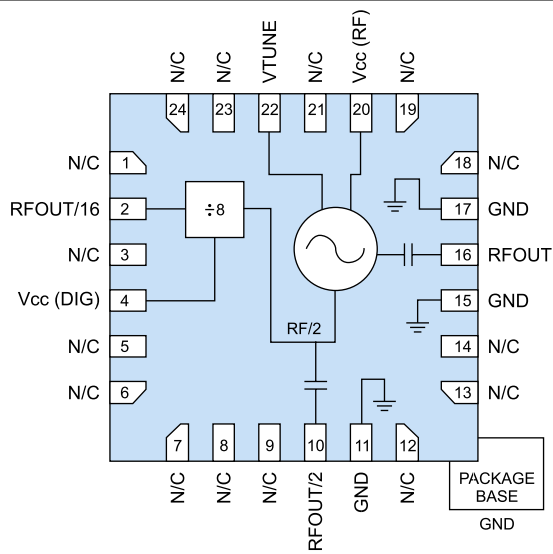 N/C
N/C
VTUNE
N/C
Vcc (RF)
N/C
24
23
22
21
20
19
N/C 1
18 N/C
RFOUT/16 2
÷8
17 GND
N/C 3
16 RFOUT
Vcc (DIG) 4
15 GND
RF/2
N/C 5
14 N/C
N/C 6
13 N/C
7
8
9
10
11
12
N/C
N/C
N/C
RFOUT/2
GND
N/C
PACKAGE
BASE
GND